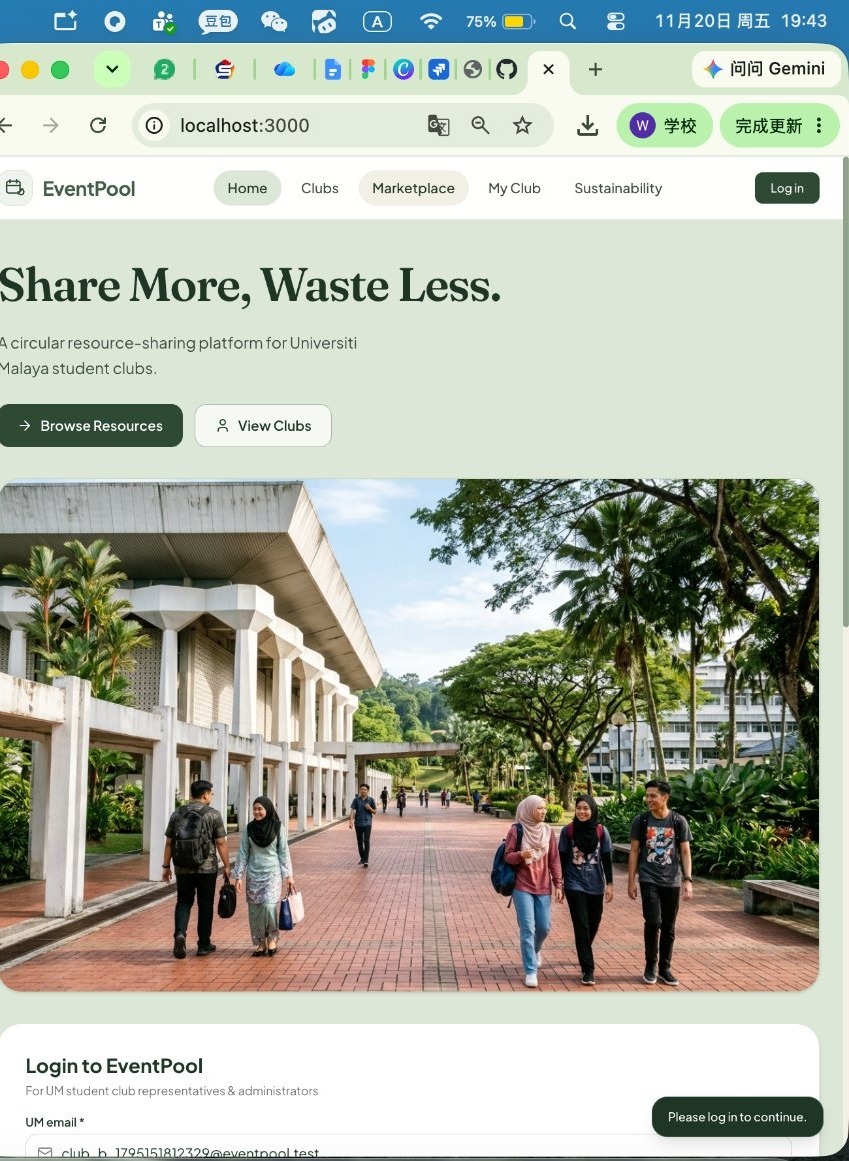 豆包
A
75%
11月20日 周五 19:43
2
问问 Gemini
localhost:3000
W 学校
完成更新
EventPool
Home
Clubs
Marketplace
My Club
Sustainability
Log in
Share More, Waste Less.
A circular resource-sharing platform for Universiti
Malaya student clubs.
Browse Resources
View Clubs
Login to EventPool
For UM student club representatives & administrators
UM email *
Please log in to continue.
club_b_1795151812329@eventpool.test